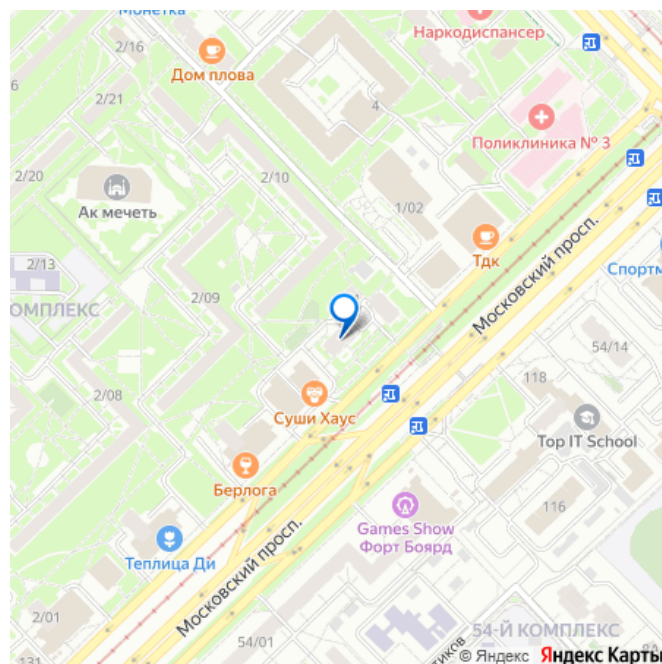 Монетка
Наркодиспансер
2/16
Дом плова
2/21
4
Поликлиника № 3
2/20
2/10
Ак мечеть
1/02
Тдк
Московский просп.
2/13
2/09
Спортм
ОМПЛЕКС
54/14
118
2/08
Суши Хаус
Top IT School
Берлога
116
Games Show
Форт Боярд
Теплица Ди
Московский просп.
2/01
54/01
54-Й КОМПЛЕКС
131
тиков
© Яндекс Яндекс Карты